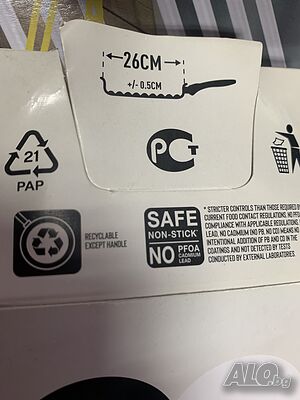 26CM
+/- 0.5CM
PCT
21
PAP
RECYCLABLE
EXCEPT HANDLE
SAFE
NON-STICK*
NO PFOA
CADMIUM
LEAD
* STRICTER CONTROLS THAN THOSE REQUIRED BY
CURRENT FOOD CONTACT REGULATIONS. NO PFOA
COMPLIANCE WITH APPLICABLE REGULATIONS,
LEAD, NO CADMIUM (NO PB, NO CD) MEANS NO
INTENTIONAL ADDITION OF PB AND CD IN THE
COATINGS AND NOT DETECTED BY TESTS
CONDUCTED BY EXTERNAL LABORATORIES.
ALO.bg